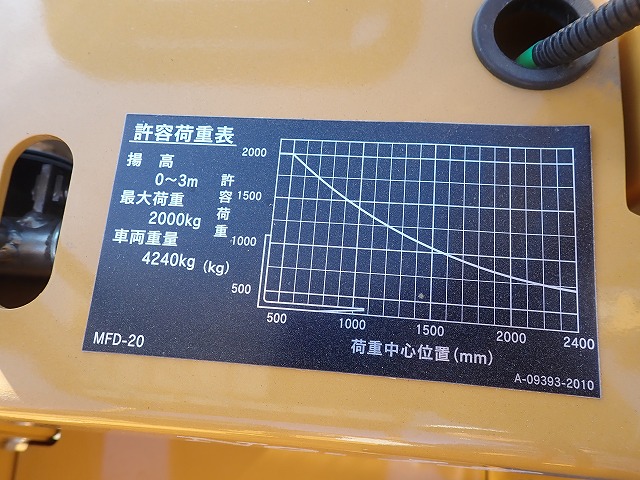 許容荷重表
揚 高
0～3m
最大荷重
2000kg
車両重量
4240kg (kg)
許容荷重
2000
1500
1000
500
500 1000 1500 2000 2400
荷重中心位置(mm)
MFD-20
A-09393-2010